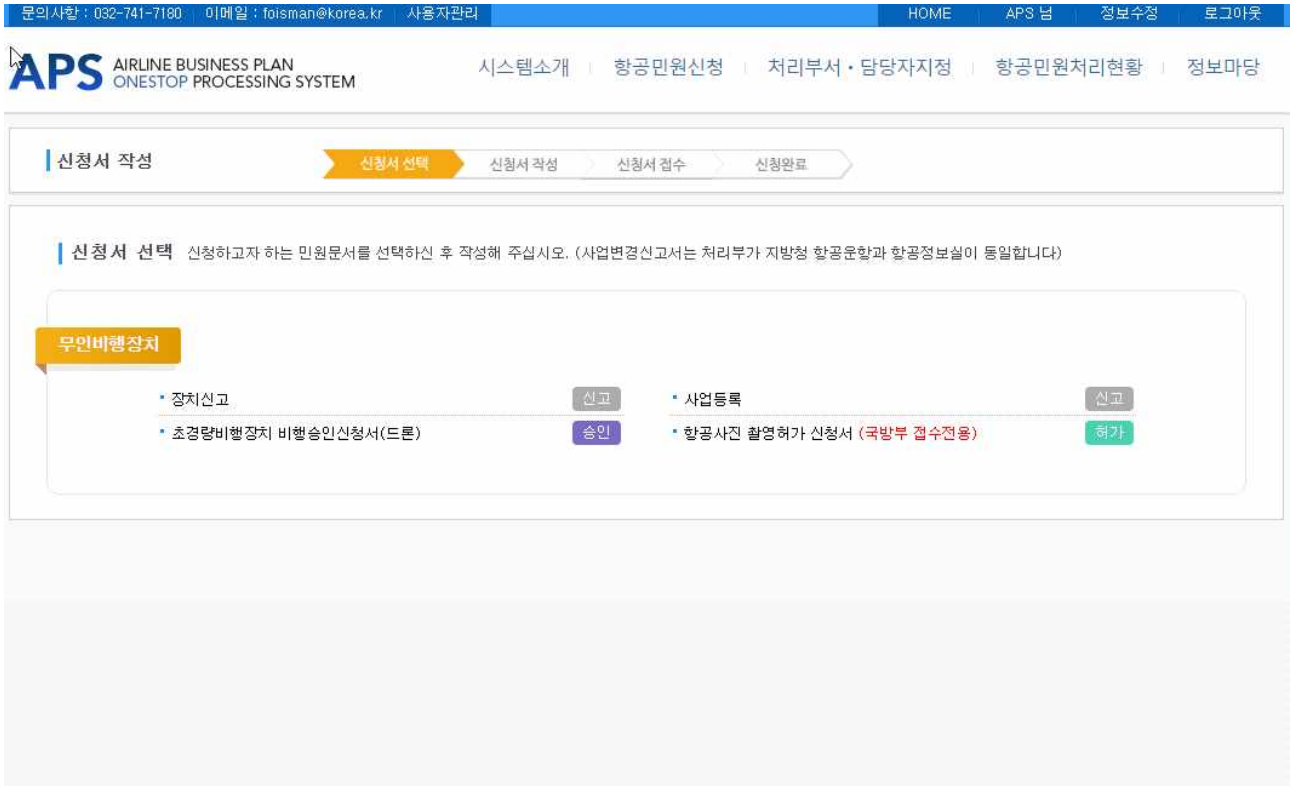 문의사항 : 032-741-7180 이메일 : foisman@korea.kr 사용자관리 HOME APS 님 정보수정 로그아웃
APS AIRLINE BUSINESS PLAN
ONESTOP PROCESSING SYSTEM
시스템소개 항공민원신청 처리부서・담당자지정 항공민원처리현황 정보마당
신청서 작성 신청서 선택 신청서 작성 신청서 접수 신청완료
신청서 선택 신청하고자 하는 민원문서를 선택하신 후 작성해 주십시오. (사업변경신고서는 처리부가 지방청 항공운항과 항공정보실이 동일합니다)
무인비행장치
장치신고 신고 사업등록 신고
초경량비행장치 비행승인신청서(드론) 승인 항공사진 촬영허가 신청서 (국방부 접수전용) 허가